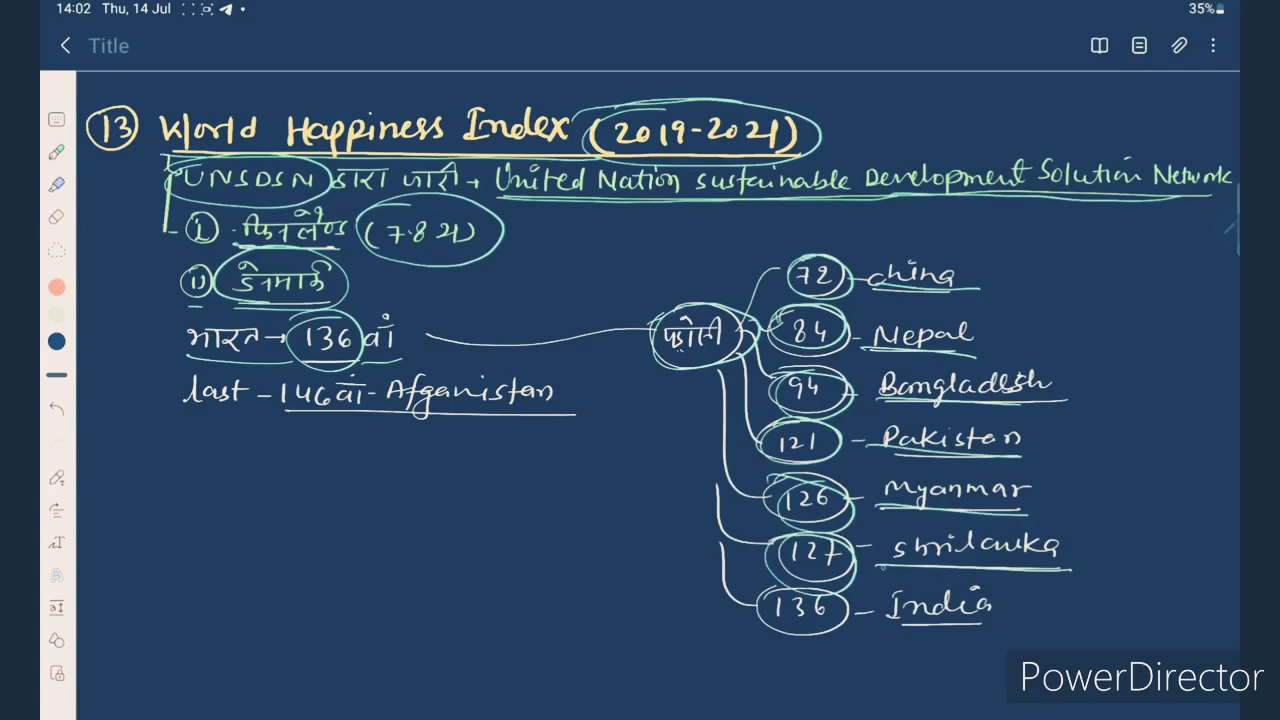 14:02 Thu, 14 Jul
35%
Title
13 World Happiness Index (2019-2021)
UNSDSN द्वारा जारी → United Nation sustainable Development Solution Network
i फिनलैण्ड (7.821)
ii डेनमार्क
भारत → 136 वां
last - 146 वां - Afganistan
पड़ोसी
72 - china
84 - Nepal
94 - Bangladesh
121 - Pakistan
126 - Myanmar
127 - Shrilanka
136 - India
PowerDirector